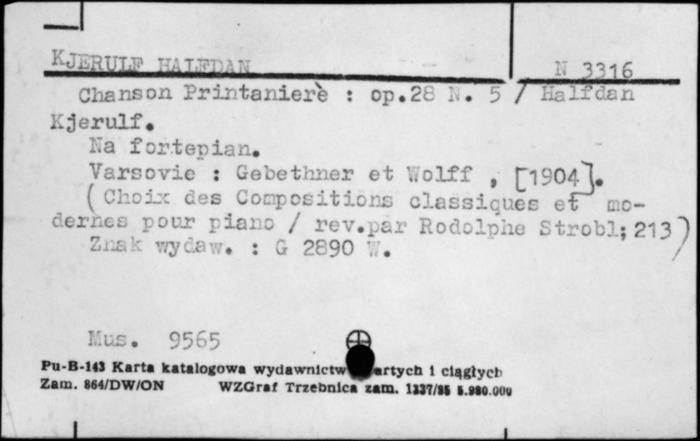 KJERULF HALFDAN
N 3316
Chanson Printanierè : op.28 N. 5 / Halfdan
Kjerulf.
Na fortepian.
Varsovie : Gebethner et Wolff , [1904].
( Choix des Compositions classiques et mo-
dernes pour piano / rev.par Rodolphe Strobl; 213 )
Znak wydaw. : G 2890 W.
Mus. 9565
Pu-B-143 Karta katalogowa wydawnictw artych i ciągłych
Zam. 864/DW/ON WZGraf Trzebnica zam. 1337/85 5.980.000